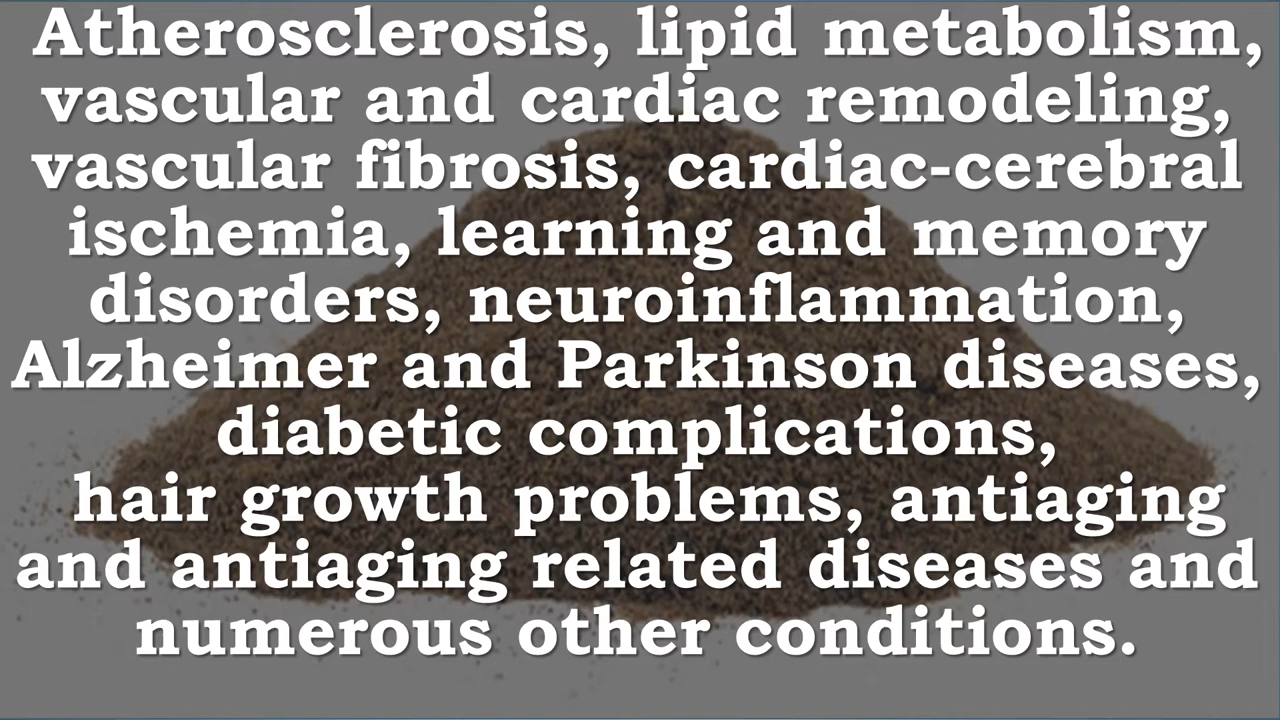 Atherosclerosis, lipid metabolism,
vascular and cardiac remodeling,
vascular fibrosis, cardiac-cerebral
ischemia, learning and memory
disorders, neuroinflammation,
Alzheimer and Parkinson diseases,
diabetic complications,
hair growth problems, antiaging
and antiaging related diseases and
numerous other conditions.